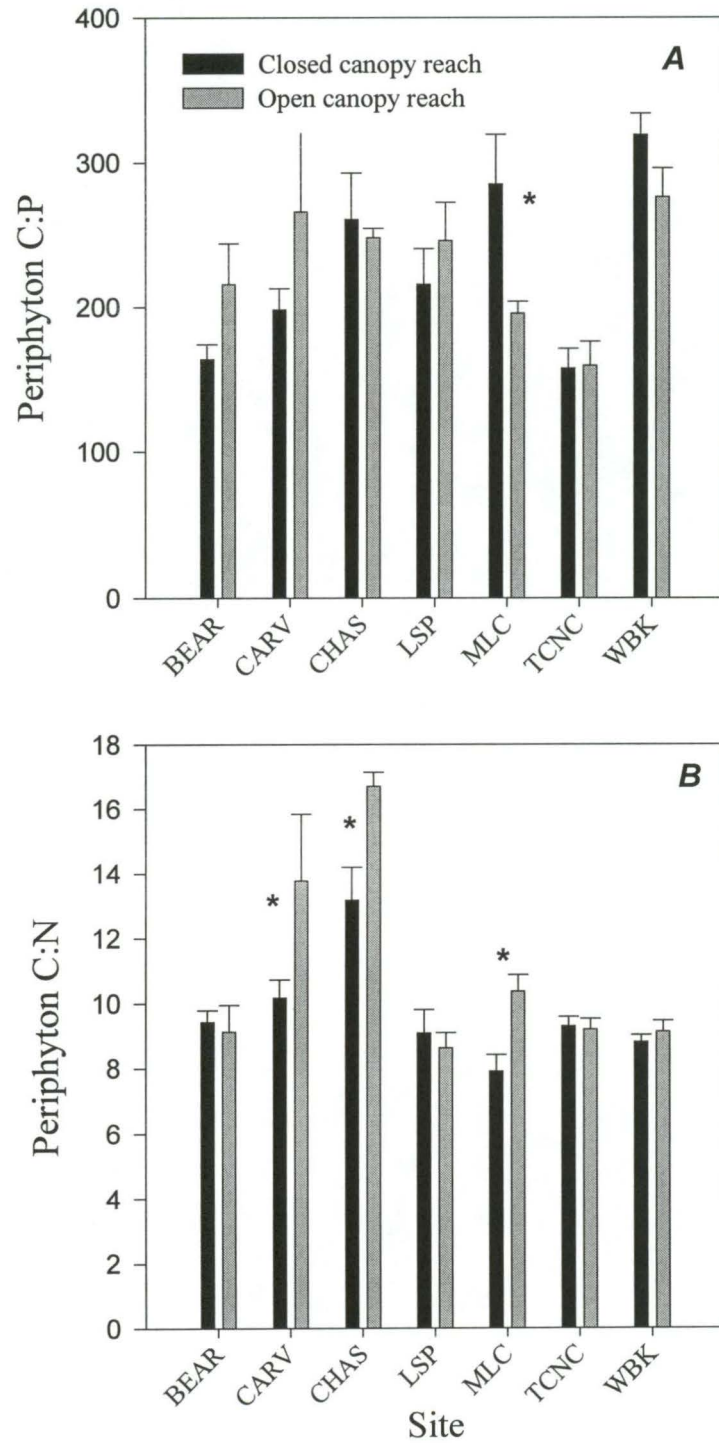 400
A
Closed canopy reach
Open canopy reach
300
*
Periphyton C:P
200
100
0
BEAR CARV CHAS LSP MLC TCNC WBK
18
B
16
*
14
*
12
*
Periphyton C:N
10
8
6
4
2
0
BEAR CARV CHAS LSP MLC TCNC WBK
Site